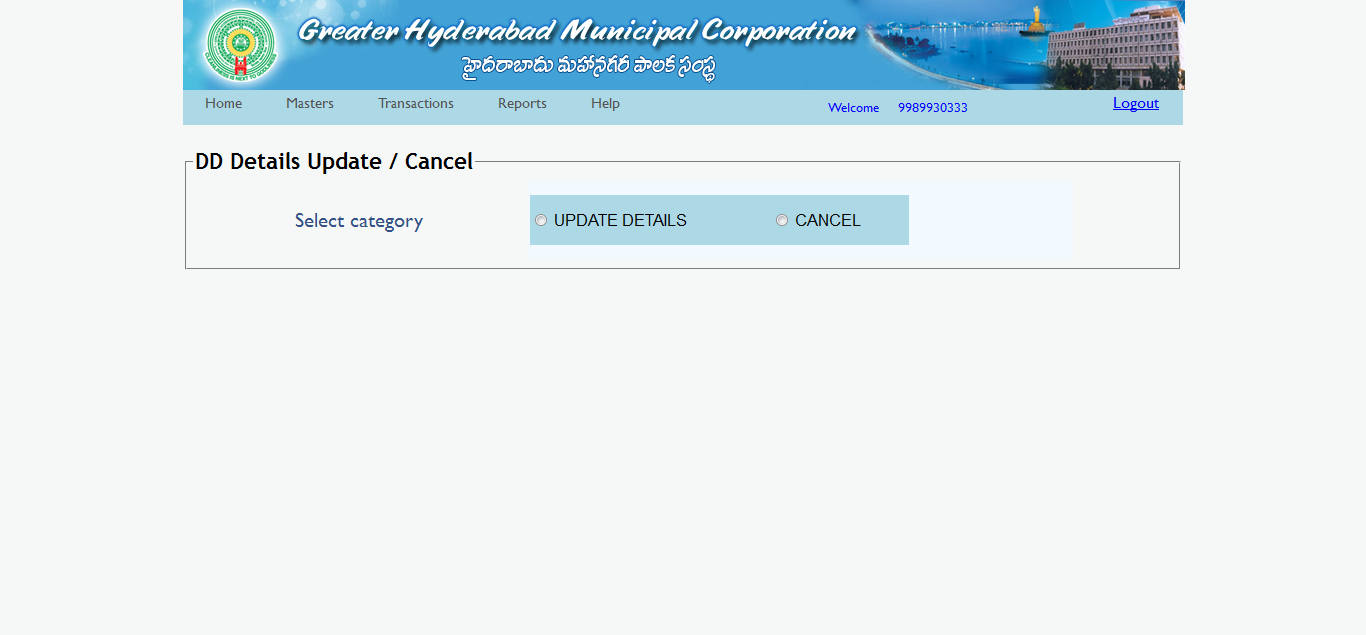 Greater Hyderabad Municipal Corporation
హైదరాబాదు మహానగర పాలక సంస్థ
Home Masters Transactions Reports Help Welcome 9989930333 Logout
DD Details Update / Cancel
Select category UPDATE DETAILS CANCEL